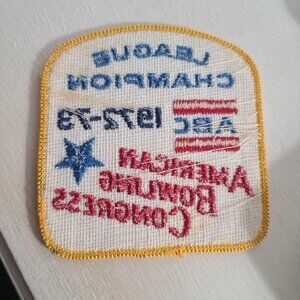 LEAGUE
CHAMPION
1972-73
ABC
AMERICAN
BOWLING
CONGRESS